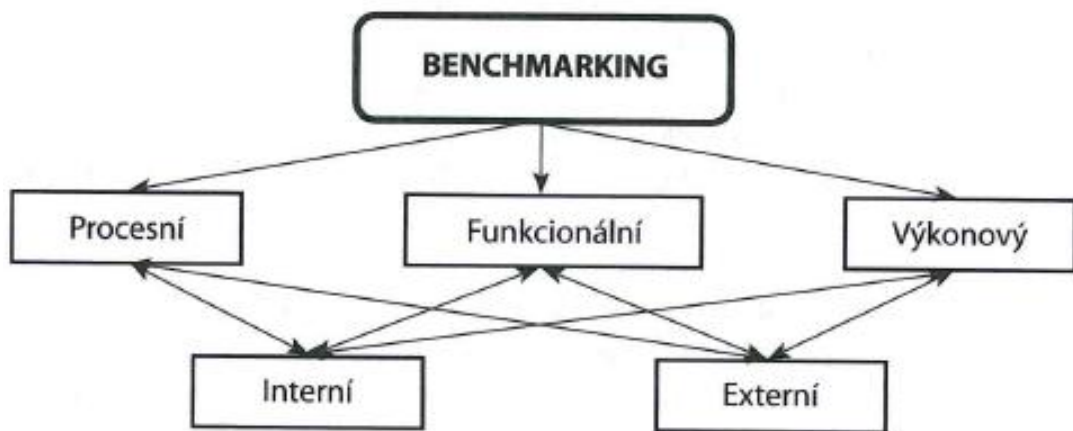 BENCHMARKING
Procesní
Funkcionální
Výkonový
Interní
Externí